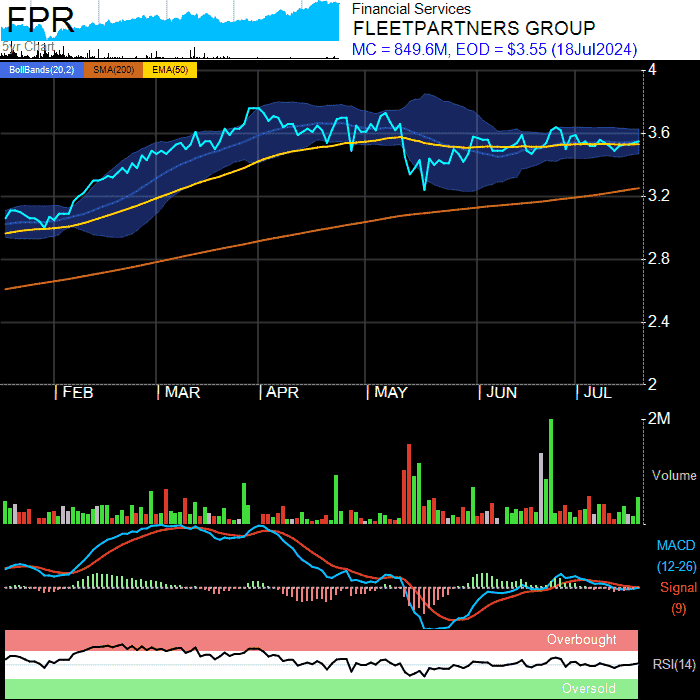 FPR
5yr Chart
Financial Services
FLEETPARTNERS GROUP
MC = 849.6M, EOD = $3.55 (18Jul2024)
BollBands(20,2) SMA(200) EMA(50)
4
3.6
3.2
2.8
2.4
2
FEB MAR APR MAY JUN JUL
2M
Volume
MACD
(12-26)
Signal
(9)
Overbought
RSI(14)
Oversold